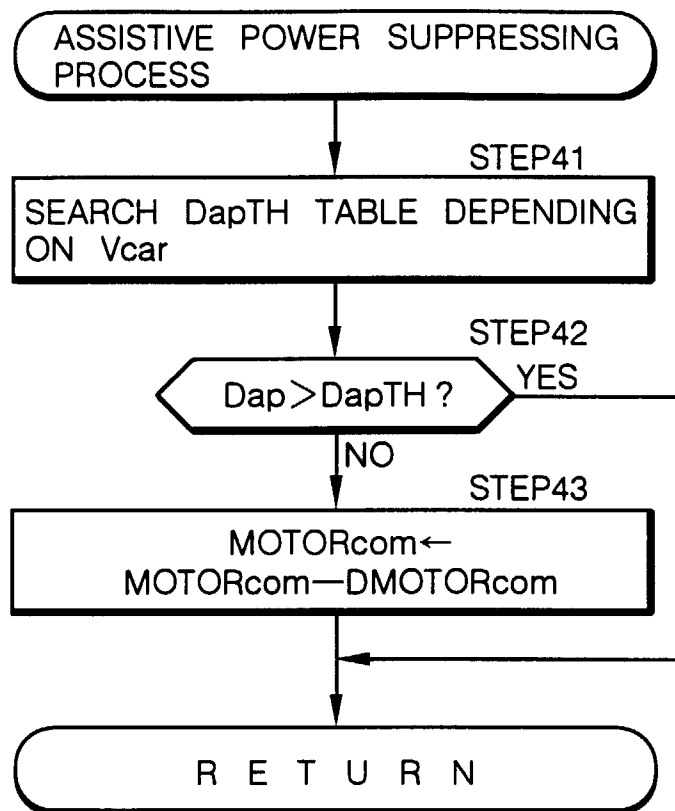 ASSISTIVE POWER SUPPRESSING
PROCESS
STEP41
SEARCH DapTH TABLE DEPENDING
ON Vcar
STEP42
Dap>DapTH?
YES
NO
STEP43
MOTORcom←
MOTORcom—DMOTORcom
R E T U R N